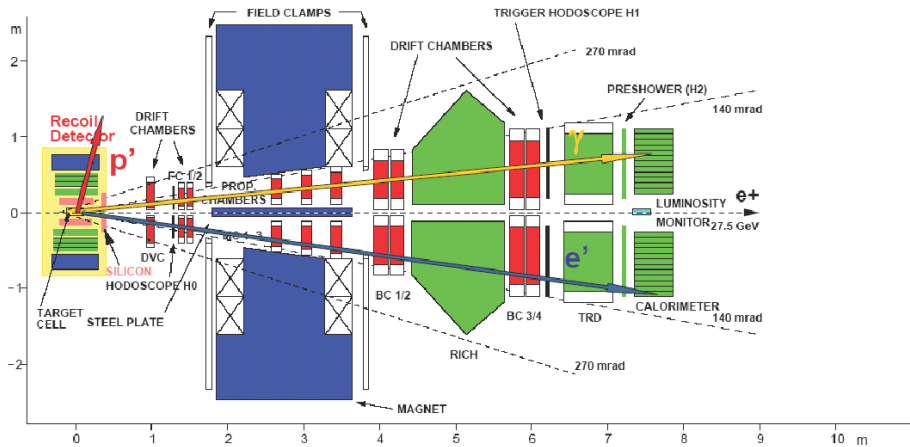 FIELD CLAMPS
TRIGGER HODOSCOPE H1
m
DRIFT CHAMBERS
270 mrad
2
PRESHOWER (H2)
140 mrad
DRIFT
CHAMBERS
Recoil
Detector
1
p'
γ
FC 1/2
PROP.
CHAMBERS
e+
LUMINOSITY
0
MONITOR
27.5 GeV
DVC
SILICON
HODOSCOPE H0
e'
-1
BC 1/2
CALORIMETER
TARGET
CELL
STEEL PLATE
BC 3/4
TRD
140 mrad
RICH
270 mrad
-2
MAGNET
0 1 2 3 4 5 6 7 8 9 10 m